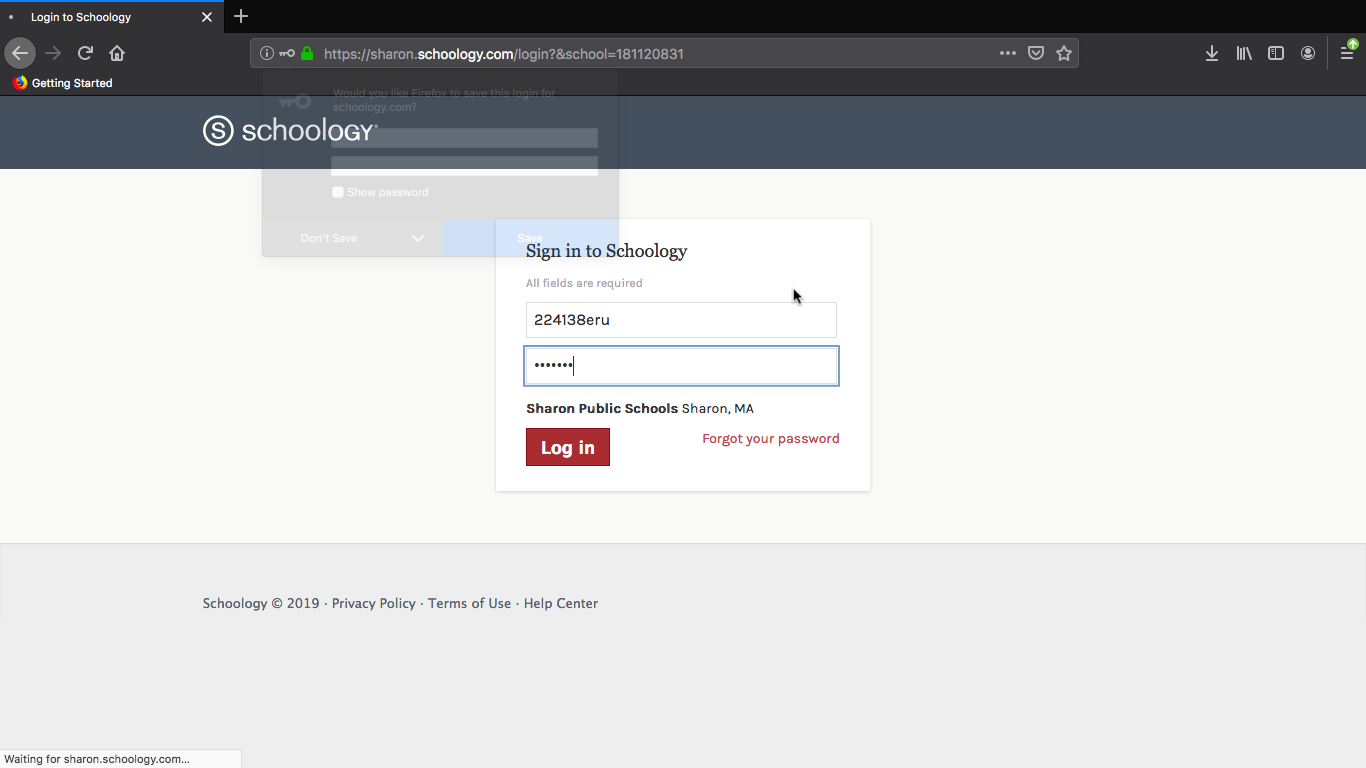 Login to Schoology
https://sharon.schoology.com/login?&school=181120831
Getting Started
Would you like Firefox to save this login for
schoology.com?
S schoology
Show password
Don't Save
Save
Sign in to Schoology
All fields are required
224138eru
•••••••
Sharon Public Schools Sharon, MA
Log in
Forgot your password
Schoology © 2019 · Privacy Policy · Terms of Use · Help Center
Waiting for sharon.schoology.com...